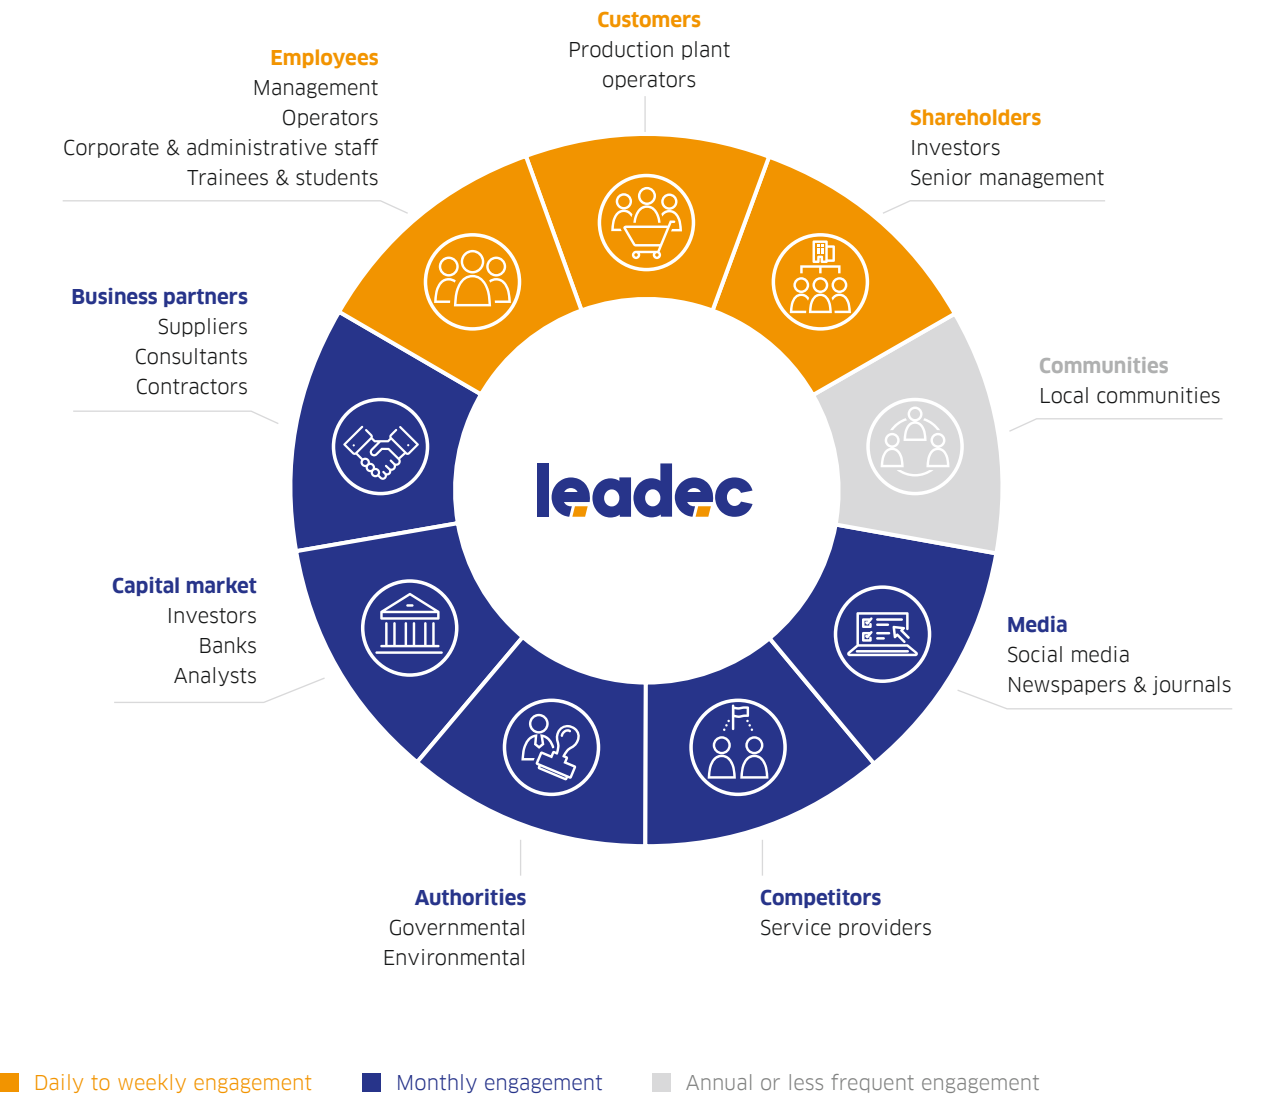 Customers
Production plant
operators
Employees
Management
Operators
Corporate & administrative staff
Trainees & students
Shareholders
Investors
Senior management
Business partners
Suppliers
Consultants
Contractors
Communities
Local communities
leadec
Capital market
Investors
Banks
Analysts
Media
Social media
Newspapers & journals
Authorities
Governmental
Environmental
Competitors
Service providers
Daily to weekly engagement
Monthly engagement
Annual or less frequent engagement